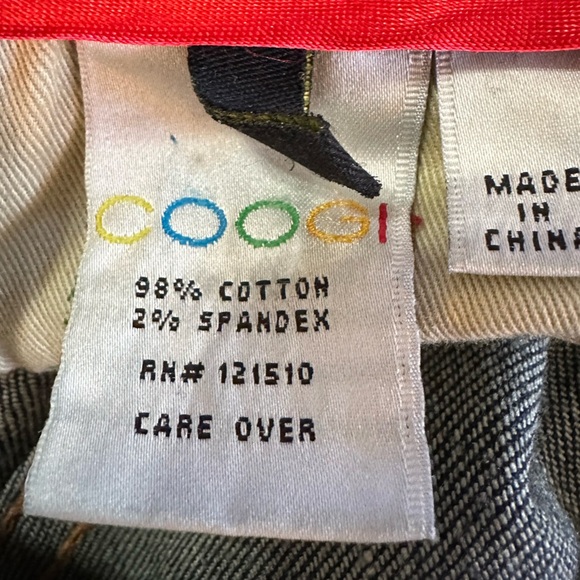 COOGI
98% COTTON
2% SPANDEX
RN# 121510
CARE OVER
MADE
IN
CHINA